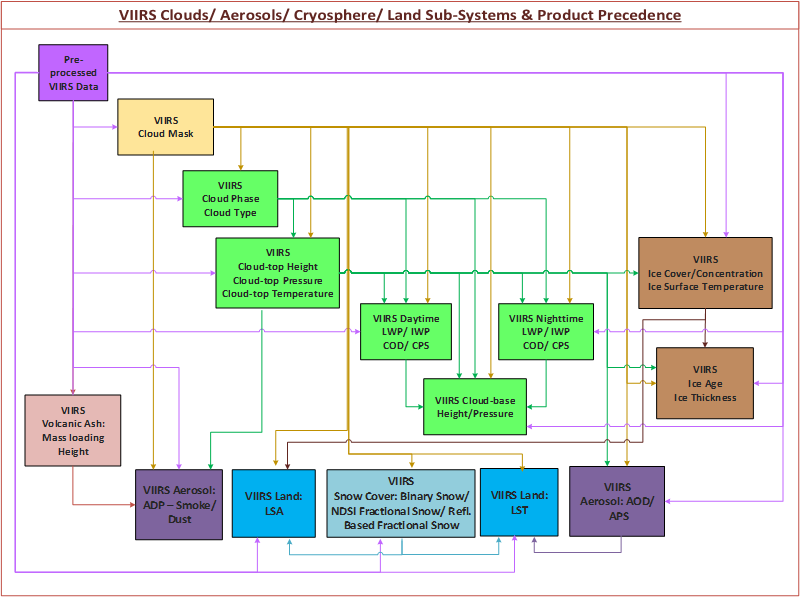 VIIRS Clouds/ Aerosols/ Cryosphere/ Land Sub-Systems & Product Precedence
Pre-
processed
VIIRS Data
VIIRS
Cloud Mask
VIIRS
Cloud Phase
Cloud Type
VIIRS
Cloud-top Height
Cloud-top Pressure
Cloud-top Temperature
VIIRS
Ice Cover/Concentration
Ice Surface Temperature
VIIRS Daytime
LWP/ IWP
COD/ CPS
VIIRS Nighttime
LWP/ IWP
COD/ CPS
VIIRS
Ice Age
Ice Thickness
VIIRS Cloud-base
Height/Pressure
VIIRS
Volcanic Ash:
Mass loading
Height
VIIRS Aerosol:
ADP – Smoke/
Dust
VIIRS Land:
LSA
VIIRS
Snow Cover: Binary Snow/
NDSI Fractional Snow/ Refl.
Based Fractional Snow
VIIRS Land:
LST
VIIRS
Aerosol: AOD/
APS